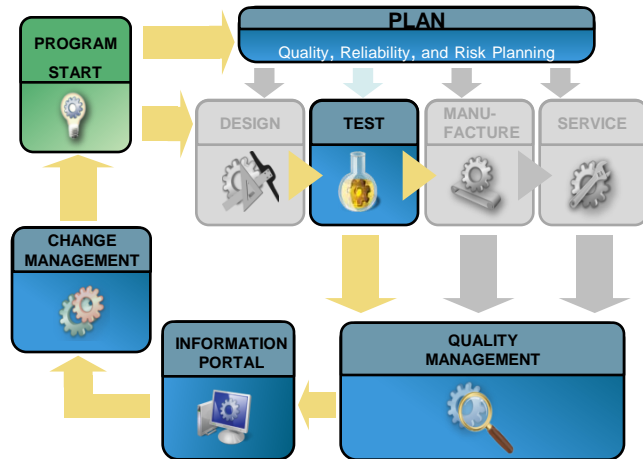 PLAN
Quality, Reliability, and Risk Planning
PROGRAM
START
DESIGN
TEST
MANU-
FACTURE
SERVICE
CHANGE
MANAGEMENT
INFORMATION
PORTAL
QUALITY
MANAGEMENT